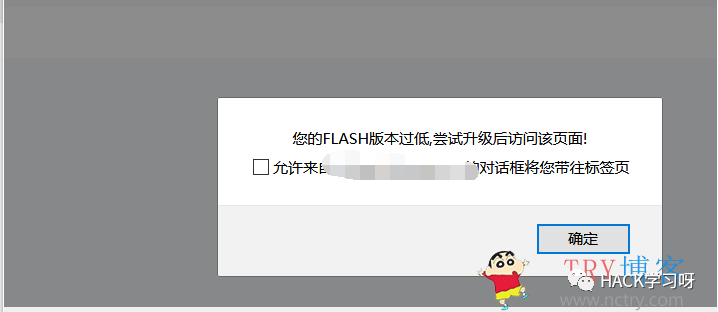 您的FLASH版本过低,尝试升级后访问该页面!
允许来自 的对话框将您带往标签页
确定
TRY博客
HACK学习呀
www.nctry.com